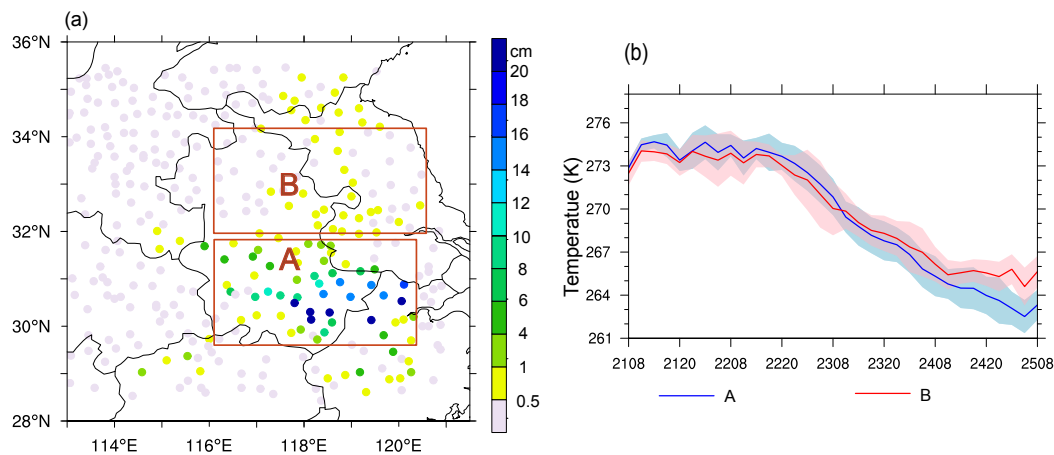 (a)
36°N
34°N
32°N
30°N
28°N
114°E 116°E 118°E 120°E
B
A
cm
20
18
16
14
12
10
8
6
4
1
0.5
(b)
Temperatue (K)
276
273
270
267
264
261
2108 2120 2208 2220 2308 2320 2408 2420 2508
A B